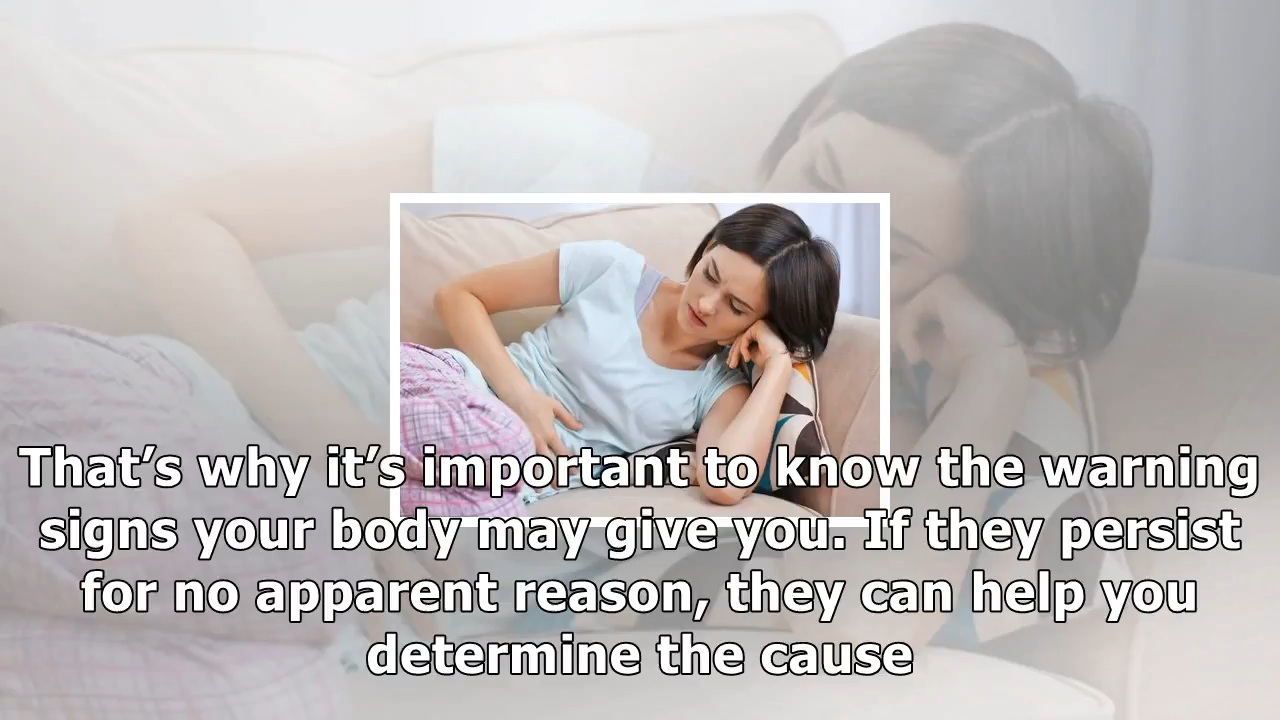 That’s why it’s important to know the warning
signs your body may give you. If they persist
for no apparent reason, they can help you
determine the cause